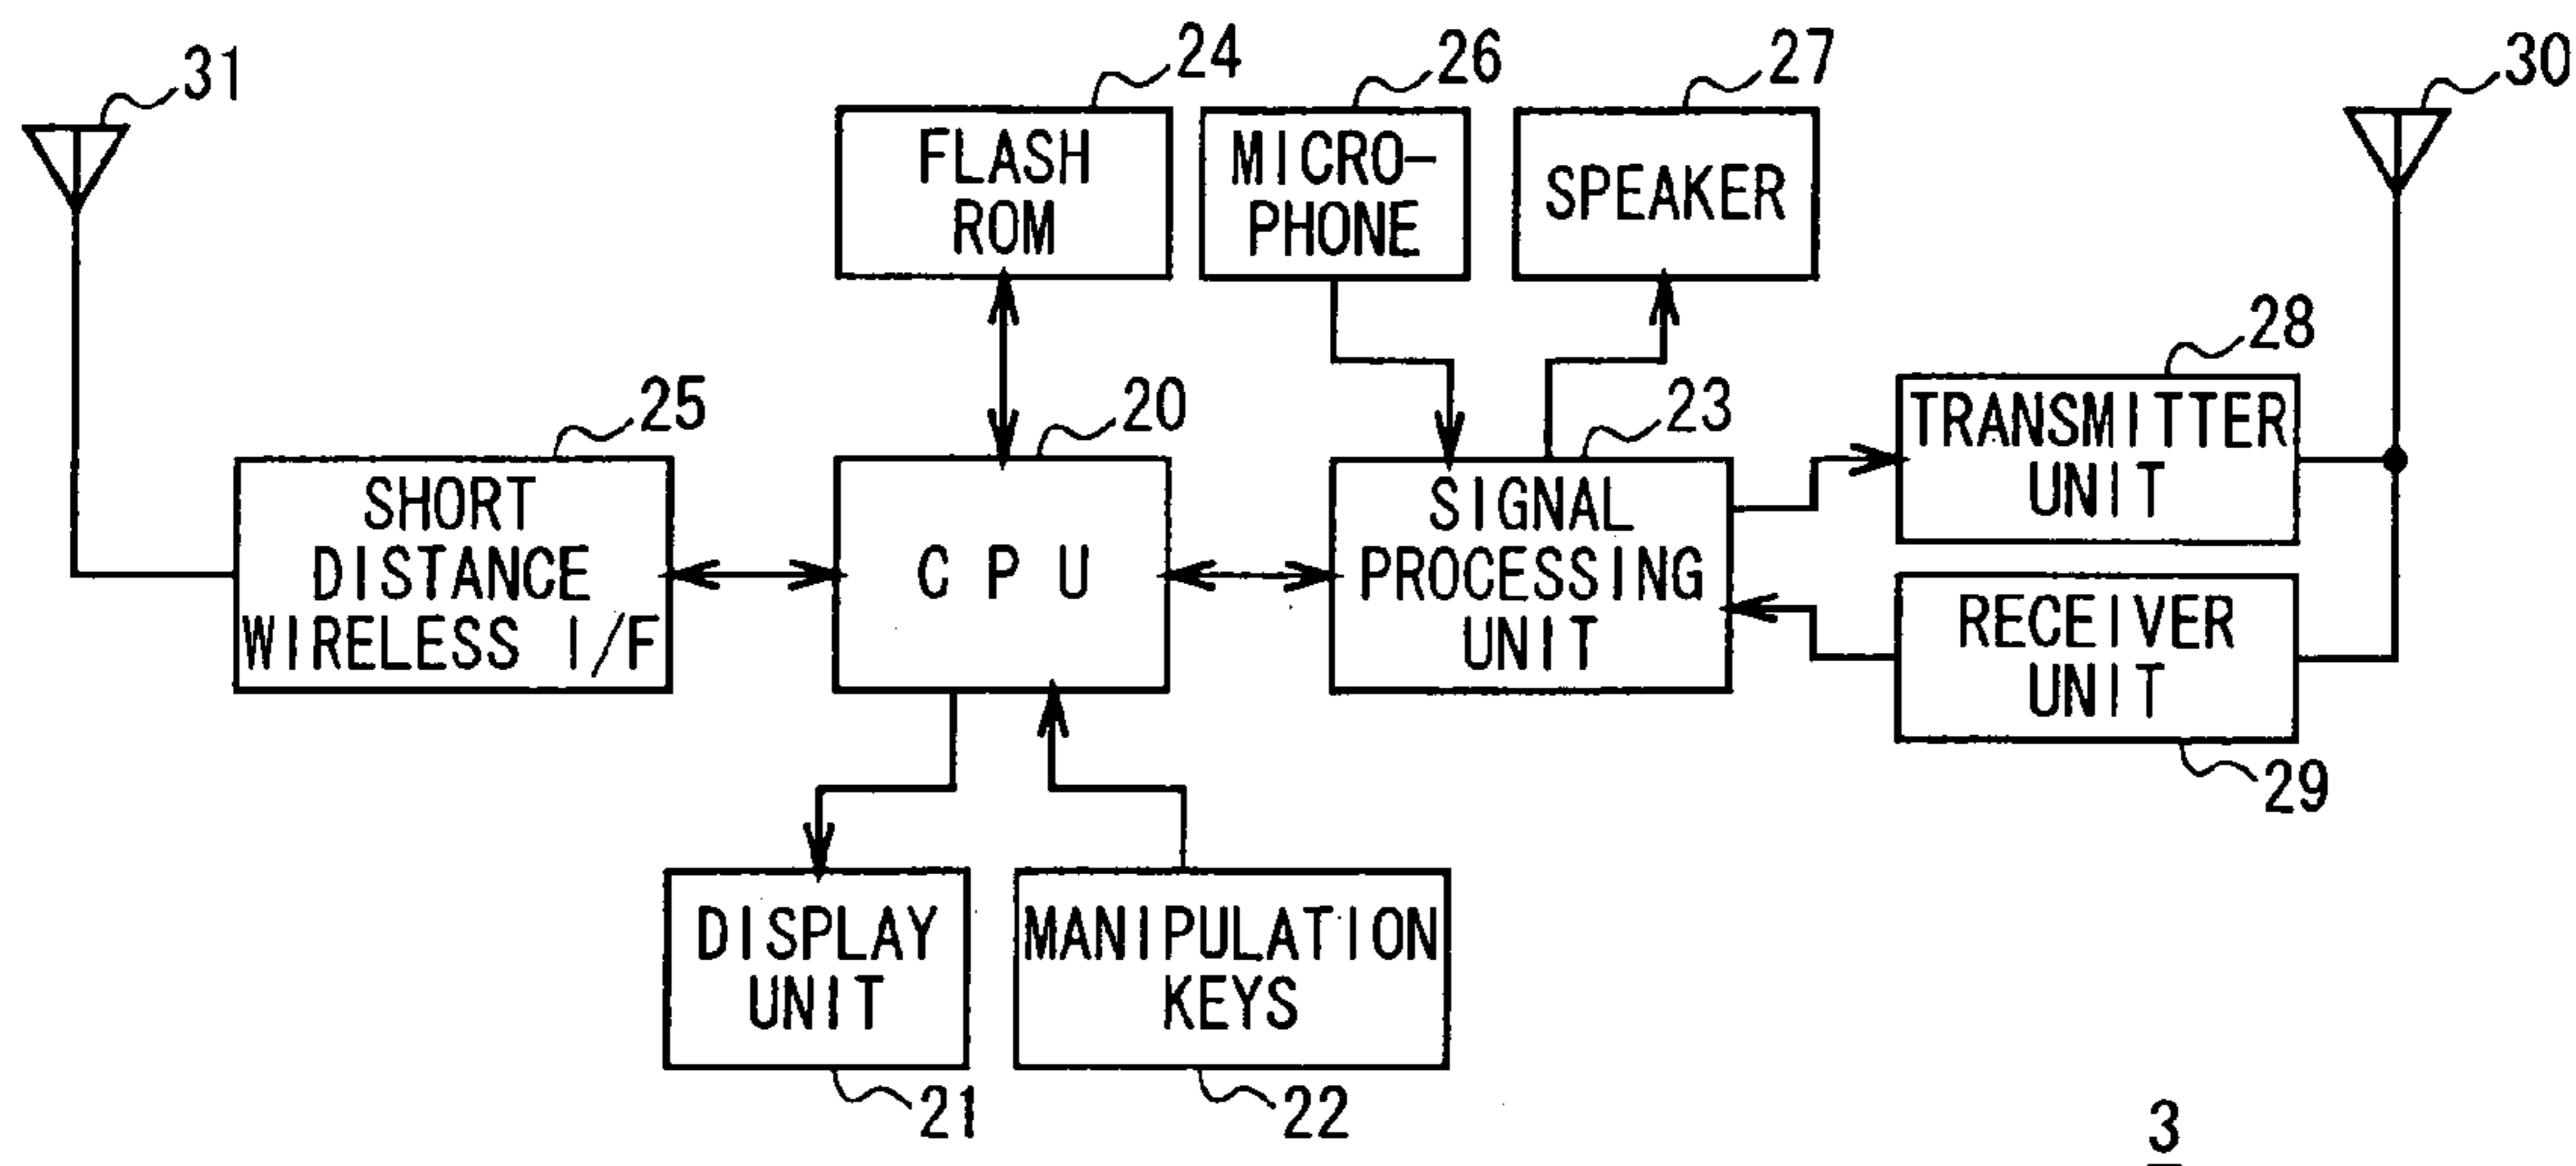 31
24
26
27
30
FLASH
ROM
MICRO-
PHONE
SPEAKER
28
25
20
23
TRANSMITTER
UNIT
SHORT
DISTANCE
WIRELESS I/F
CPU
SIGNAL
PROCESSING
UNIT
RECEIVER
UNIT
29
DISPLAY
UNIT
MANIPULATION
KEYS
21
22
3